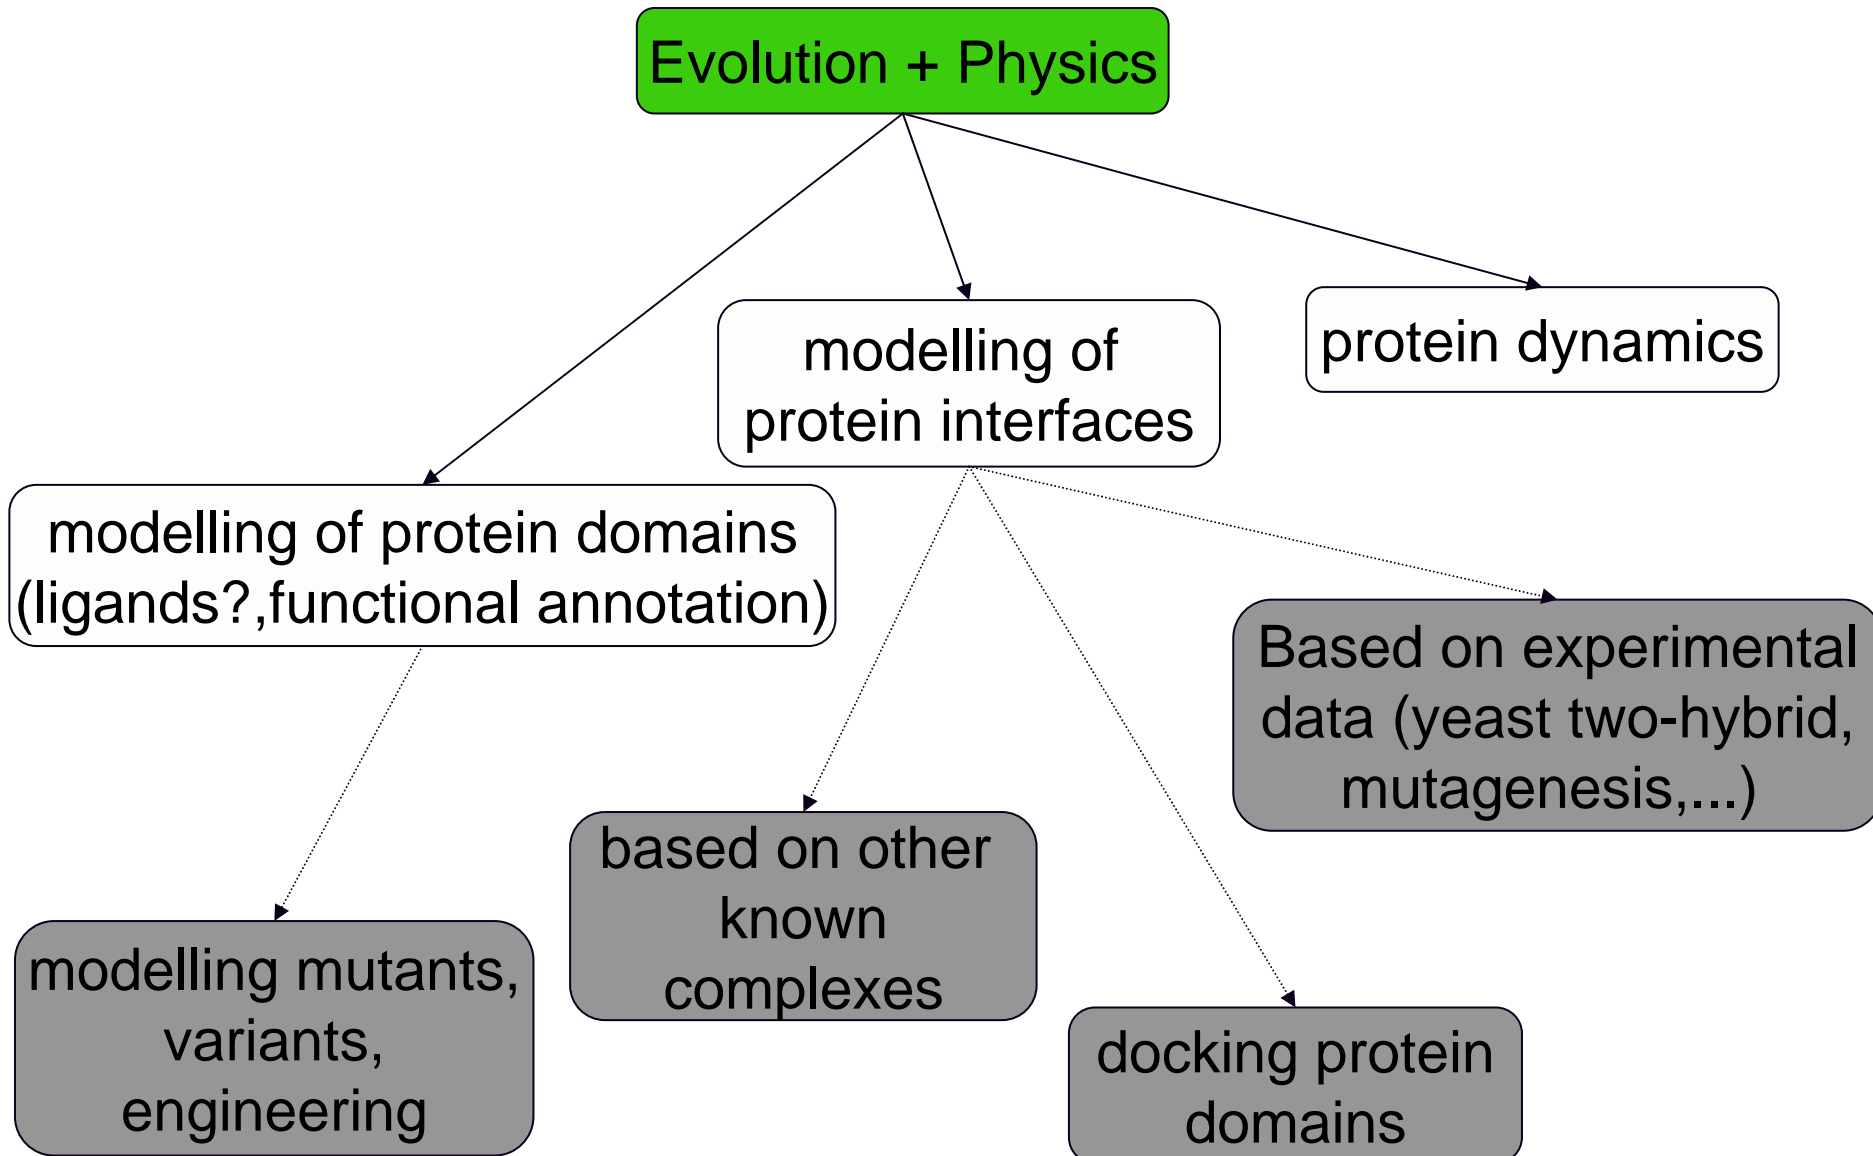 Evolution + Physics
modelling of
protein interfaces
protein dynamics
modelling of protein domains
(ligands?,functional annotation)
Based on experimental
data (yeast two-hybrid,
mutagenesis,...)
based on other
known
complexes
modelling mutants,
variants,
engineering
docking protein
domains